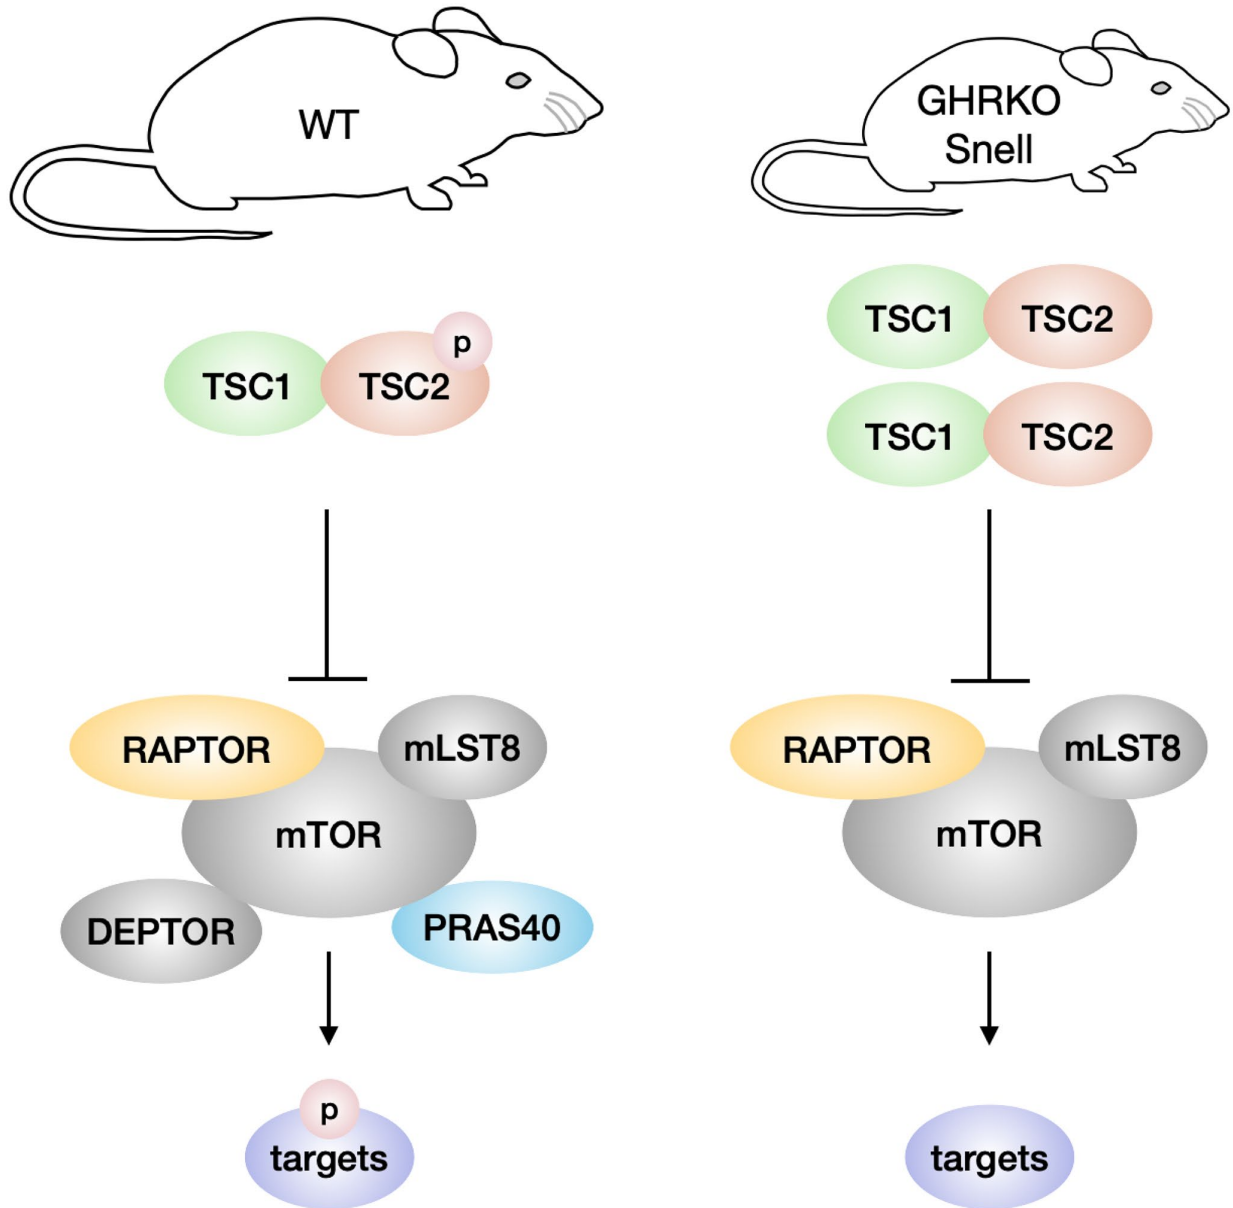 WT
GHRKO
Snell
TSC1
TSC2
p
TSC1
TSC2
TSC1
TSC2
RAPTOR
mLST8
mTOR
DEPTOR
PRAS40
p
targets
RAPTOR
mLST8
mTOR
targets